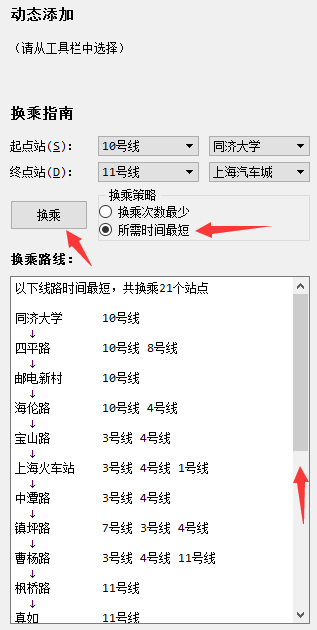 动态添加
（请从工具栏中选择）
换乘指南
起点站(S)： 10号线 同济大学
终点站(D)： 11号线 上海汽车城
换乘策略
换乘 换乘次数最少
所需时间最短
换乘路线：
以下线路时间最短，共换乘21个站点
同济大学 10号线
↓
四平路 10号线 8号线
↓
邮电新村 10号线
↓
海伦路 10号线 4号线
↓
宝山路 3号线 4号线
↓
上海火车站 3号线 4号线 1号线
↓
中潭路 3号线 4号线
↓
镇坪路 7号线 3号线 4号线
↓
曹杨路 3号线 4号线 11号线
↓
枫桥路 11号线
↓
真如 11号线